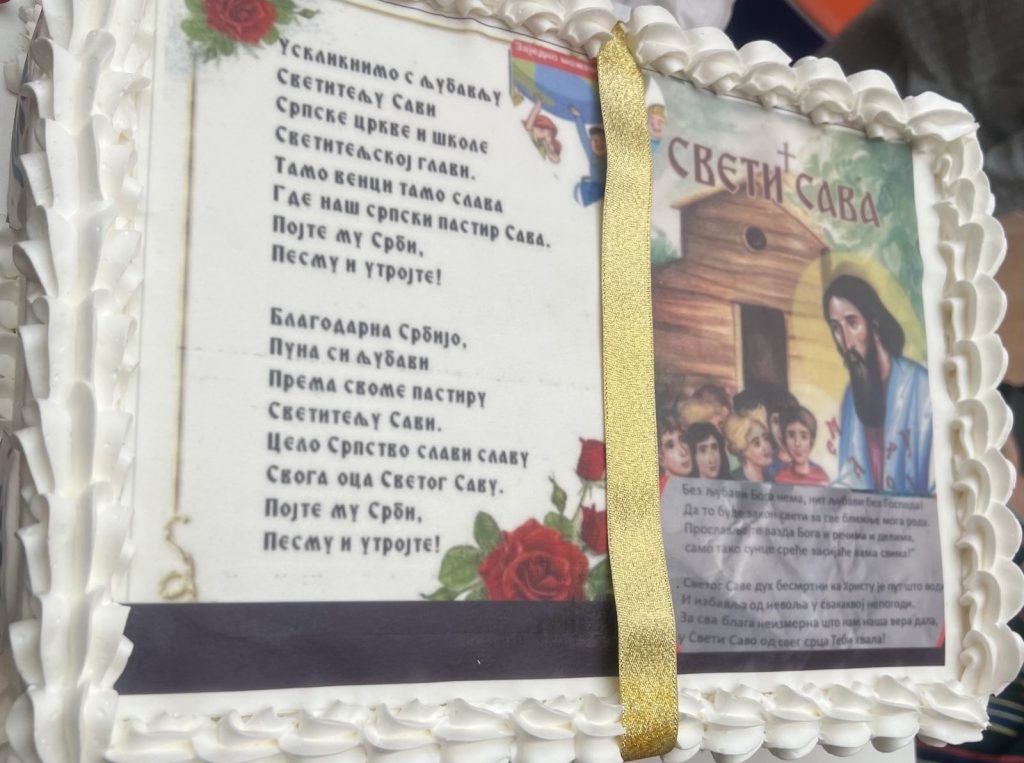 Ускликнимо с љубављу
Светитељу Сави
Српске цркве и школе
Светитељској глави.
Тамо венци тамо слава
Где наш српски пастир Сава.
Појте му Срби,
Песму и утројте!
Благодарна Србијо,
Пуна си љубави
Према своме пастиру
Светитељу Сави.
Цело Српство слави славу
Свога оца Светог Саву.
Појте му Срби,
Песму и утројте!
Заједно може
СВЕТИ САВА
Без љубави Бога нема, нит љубави без Господа!
Да то буде закон свети за све ближње мога рода.
Прослављајте вазда Бога и речима и делима,
само тако сунце среће засијаће вама свима!"
Светог Саве дух бесмртни ка Христу је пут што води
И избавља од невоља у свакаквој непогоди.
За сва блага неизмерна што нам наша вера дала,
у Свети Саво од свег срца Теби хвала!